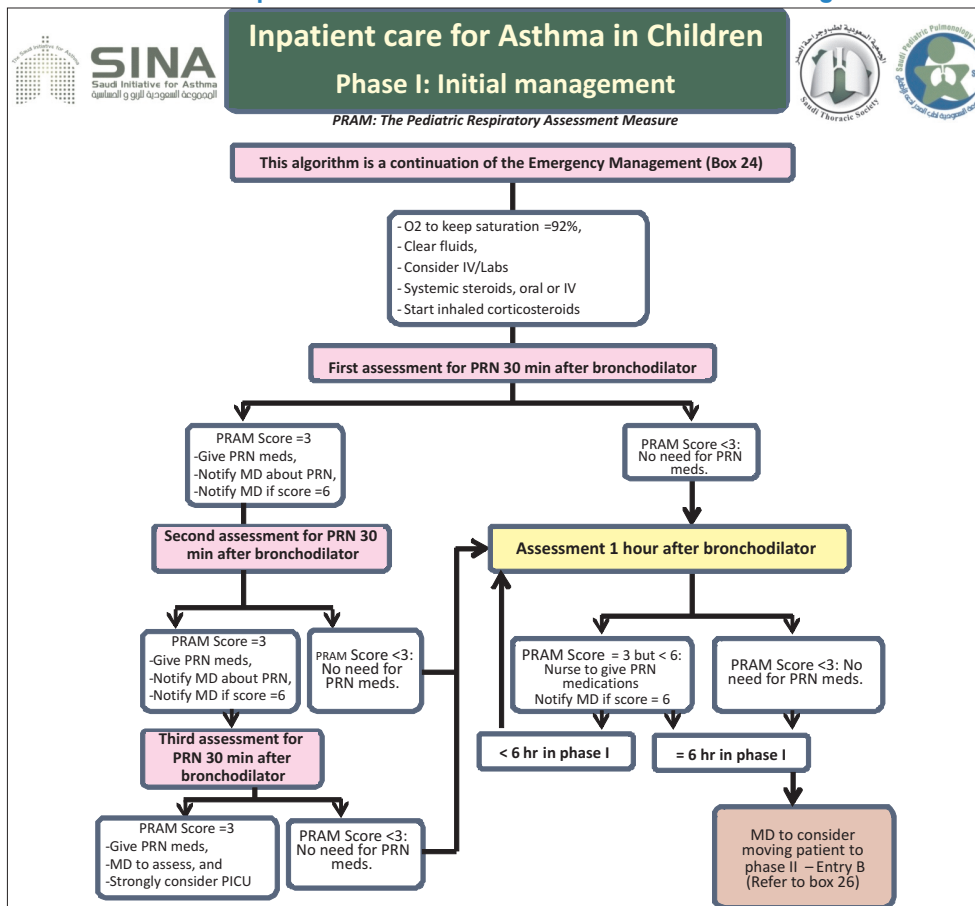 SINA
Saudi Initiative for Asthma
المجموعة السعودية للربو و الحساسية
Inpatient care for Asthma in Children
Phase I: Initial management
Saudi Thoracic Society
PRAM: The Pediatric Respiratory Assessment Measure
This algorithm is a continuation of the Emergency Management (Box 24)
- O2 to keep saturation =92%,
- Clear fluids,
- Consider IV/Labs
- Systemic steroids, oral or IV
- Start inhaled corticosteroids
First assessment for PRN 30 min after bronchodilator
PRAM Score =3
-Give PRN meds,
-Notify MD about PRN,
-Notify MD if score =6
PRAM Score <3:
No need for PRN
meds.
Second assessment for PRN 30
min after bronchodilator
Assessment 1 hour after bronchodilator
PRAM Score =3
-Give PRN meds,
-Notify MD about PRN,
-Notify MD if score =6
PRAM Score <3:
No need for
PRN meds.
PRAM Score = 3 but < 6:
Nurse to give PRN
medications
Notify MD if score = 6
PRAM Score <3: No
need for PRN meds.
Third assessment for
PRN 30 min after
bronchodilator
< 6 hr in phase I
= 6 hr in phase I
PRAM Score =3
-Give PRN meds,
-MD to assess, and
-Strongly consider PICU
PRAM Score <3:
No need for PRN
meds.
MD to consider
moving patient to
phase II – Entry B
(Refer to box 26)